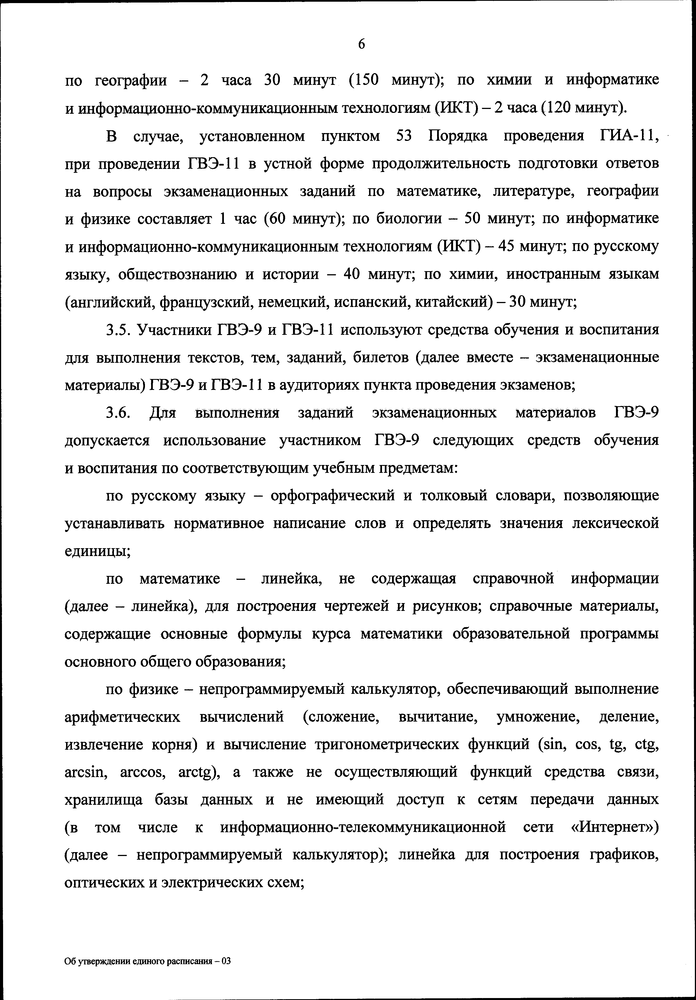 6
по географии – 2 часа 30 минут (150 минут); по химии и информатике
и информационно-коммуникационным технологиям (ИКТ) – 2 часа (120 минут).
В случае, установленном пунктом 53 Порядка проведения ГИА-11,
при проведении ГВЭ-11 в устной форме продолжительность подготовки ответов
на вопросы экзаменационных заданий по математике, литературе, географии
и физике составляет 1 час (60 минут); по биологии – 50 минут; по информатике
и информационно-коммуникационным технологиям (ИКТ) – 45 минут; по русскому
языку, обществознанию и истории – 40 минут; по химии, иностранным языкам
(английский, французский, немецкий, испанский, китайский) – 30 минут;
3.5. Участники ГВЭ-9 и ГВЭ-11 используют средства обучения и воспитания
для выполнения текстов, тем, заданий, билетов (далее вместе – экзаменационные
материалы) ГВЭ-9 и ГВЭ-11 в аудиториях пункта проведения экзаменов;
3.6. Для выполнения заданий экзаменационных материалов ГВЭ-9
допускается использование участником ГВЭ-9 следующих средств обучения
и воспитания по соответствующим учебным предметам:
по русскому языку – орфографический и толковый словари, позволяющие
устанавливать нормативное написание слов и определять значения лексической
единицы;
по математике – линейка, не содержащая справочной информации
(далее – линейка), для построения чертежей и рисунков; справочные материалы,
содержащие основные формулы курса математики образовательной программы
основного общего образования;
по физике – непрограммируемый калькулятор, обеспечивающий выполнение
арифметических вычислений (сложение, вычитание, умножение, деление,
извлечение корня) и вычисление тригонометрических функций (sin, cos, tg, ctg,
arcsin, arccos, arctg), а также не осуществляющий функций средства связи,
хранилища базы данных и не имеющий доступ к сетям передачи данных
(в том числе к информационно-телекоммуникационной сети «Интернет»)
(далее – непрограммируемый калькулятор); линейка для построения графиков,
оптических и электрических схем;
Об утверждении единого расписания – 03